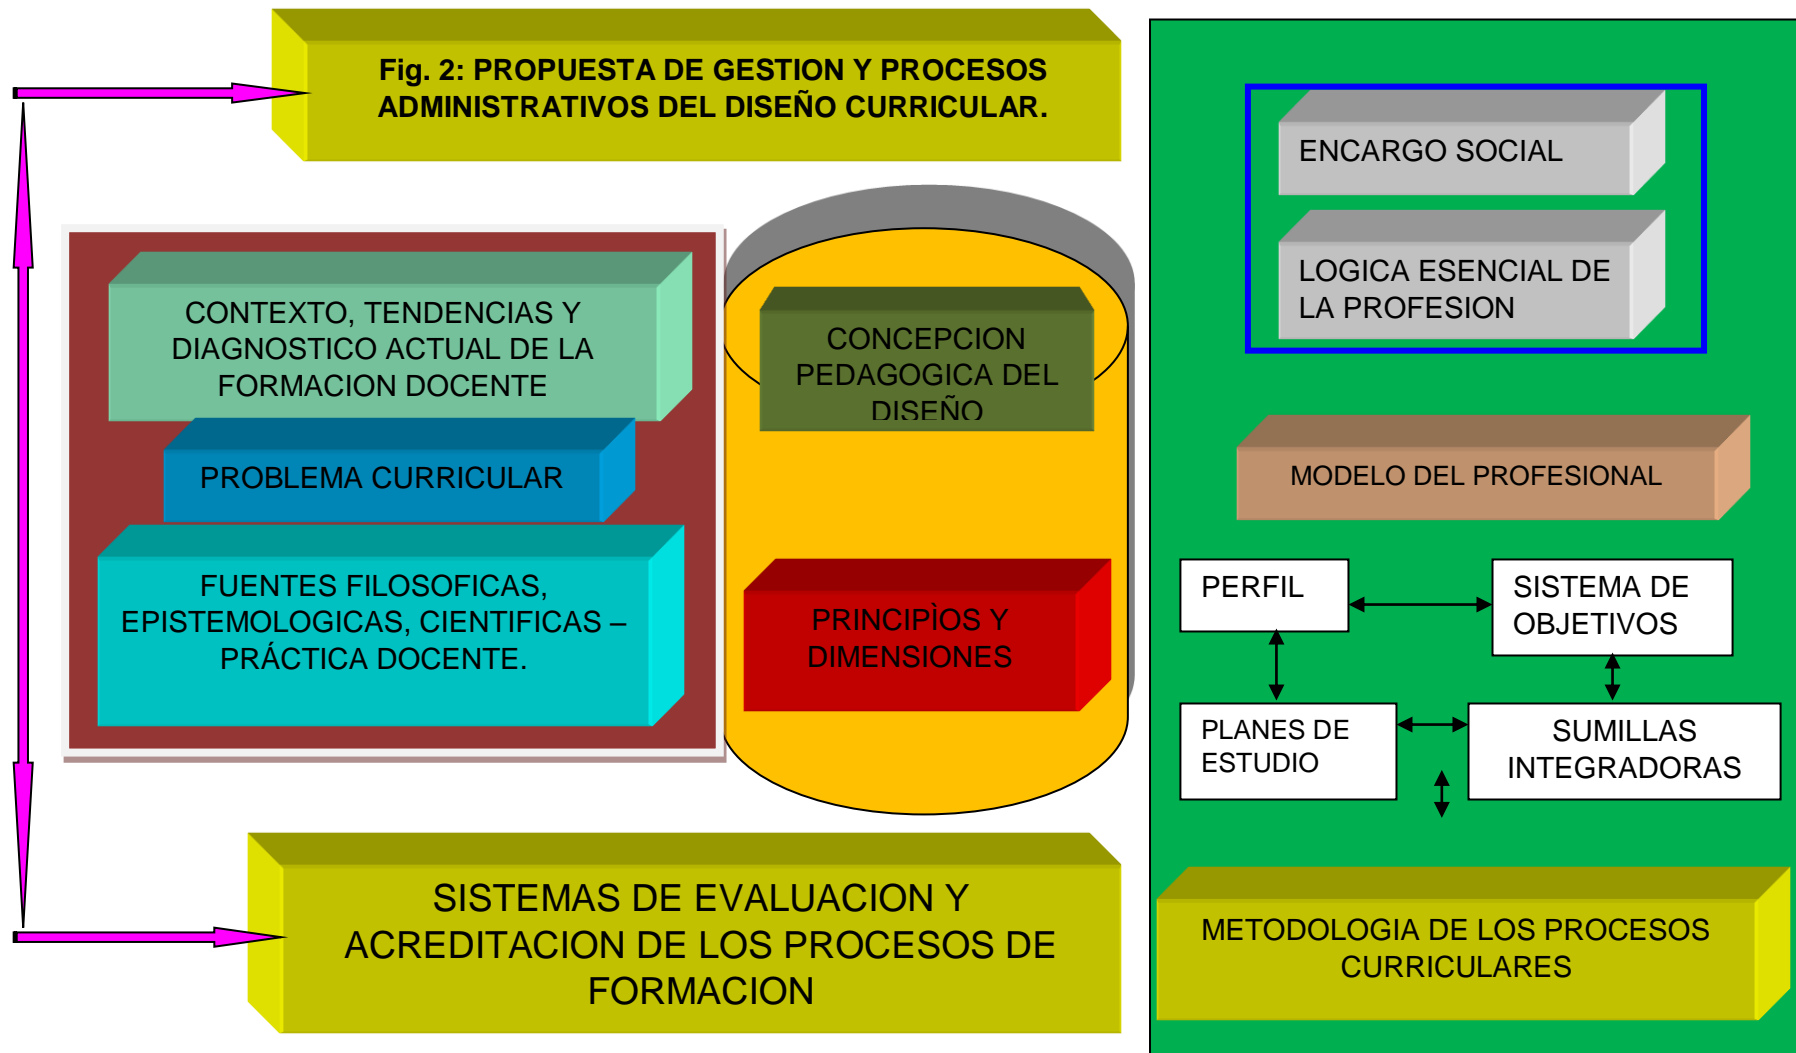 Fig. 2: PROPUESTA DE GESTION Y PROCESOS
ADMINISTRATIVOS DEL DISEÑO CURRICULAR.
CONTEXTO, TENDENCIAS Y
DIAGNOSTICO ACTUAL DE LA
FORMACION DOCENTE
PROBLEMA CURRICULAR
FUENTES FILOSOFICAS,
EPISTEMOLOGICAS, CIENTIFICAS –
PRÁCTICA DOCENTE.
CONCEPCION
PEDAGOGICA DEL
DISEÑO
PRINCIPÌOS Y
DIMENSIONES
SISTEMAS DE EVALUACION Y
ACREDITACION DE LOS PROCESOS DE
FORMACION
ENCARGO SOCIAL
LOGICA ESENCIAL DE
LA PROFESION
MODELO DEL PROFESIONAL
PERFIL
SISTEMA DE
OBJETIVOS
PLANES DE
ESTUDIO
SUMILLAS
INTEGRADORAS
METODOLOGIA DE LOS PROCESOS
CURRICULARES